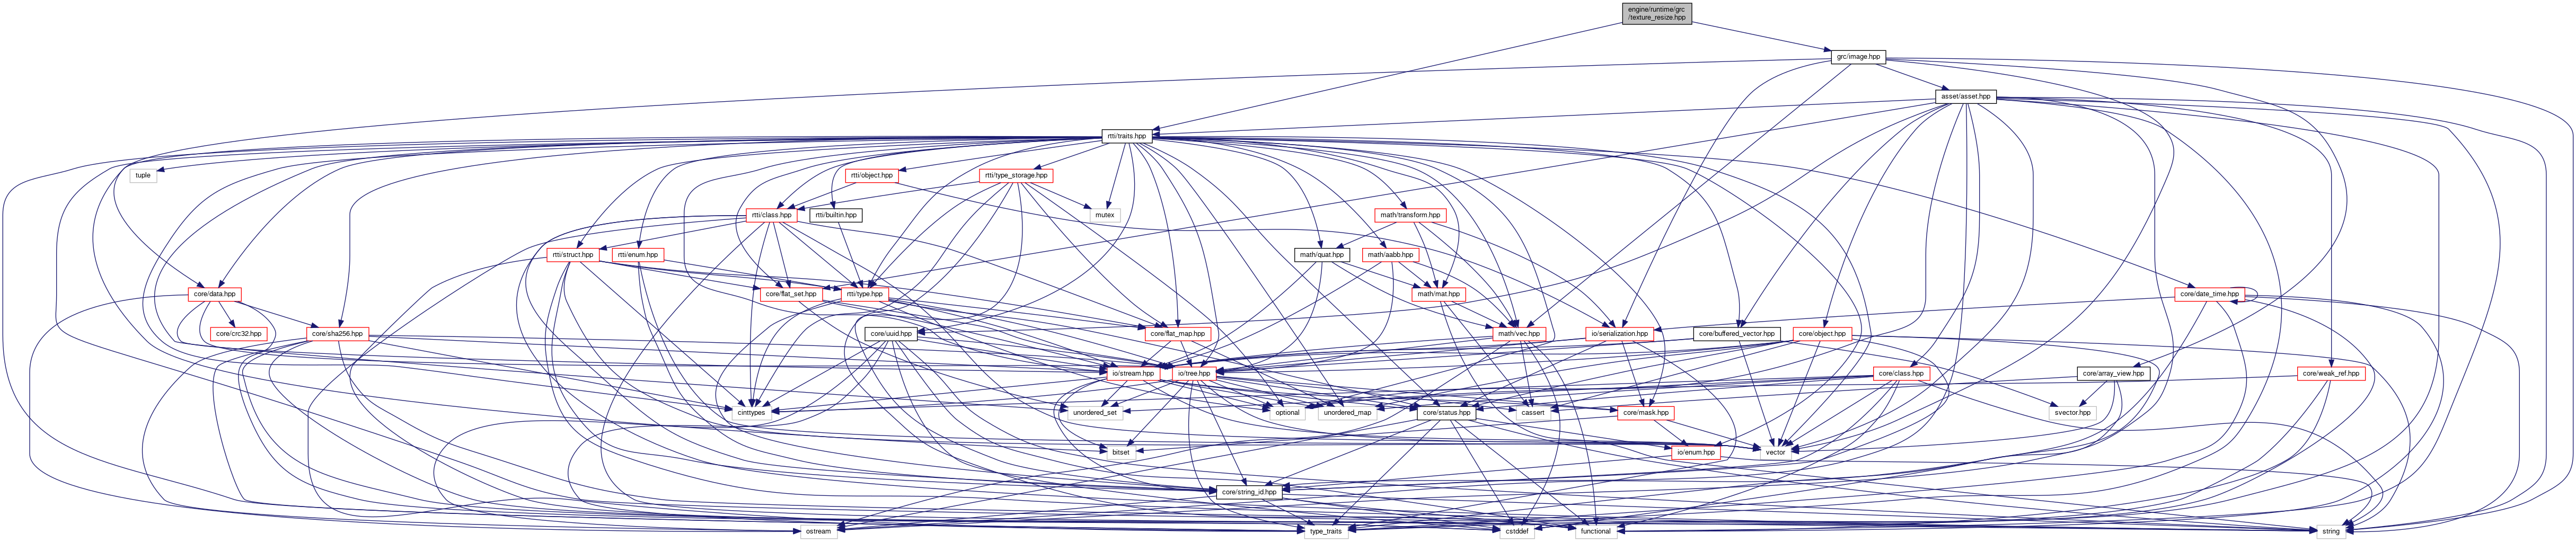 engine/runtime/grc
/texture_resize.hpp
grc/image.hpp
asset/asset.hpp
rtti/traits.hpp
tuple
rtti/object.hpp
rtti/type_storage.hpp
rtti/class.hpp
rtti/builtin.hpp
mutex
math/transform.hpp
rtti/struct.hpp
rtti/enum.hpp
math/quat.hpp
math/aabb.hpp
core/data.hpp
core/flat_set.hpp
rtti/type.hpp
math/mat.hpp
core/date_time.hpp
core/crc32.hpp
core/sha256.hpp
core/uuid.hpp
core/flat_map.hpp
math/vec.hpp
io/serialization.hpp
core/buffered_vector.hpp
core/object.hpp
io/stream.hpp
io/tree.hpp
core/class.hpp
core/array_view.hpp
core/weak_ref.hpp
cinttypes
unordered_set
optional
unordered_map
core/status.hpp
cassert
core/mask.hpp
svector.hpp
bitset
io/enum.hpp
vector
core/string_id.hpp
ostream
type_traits
cstddef
functional
string